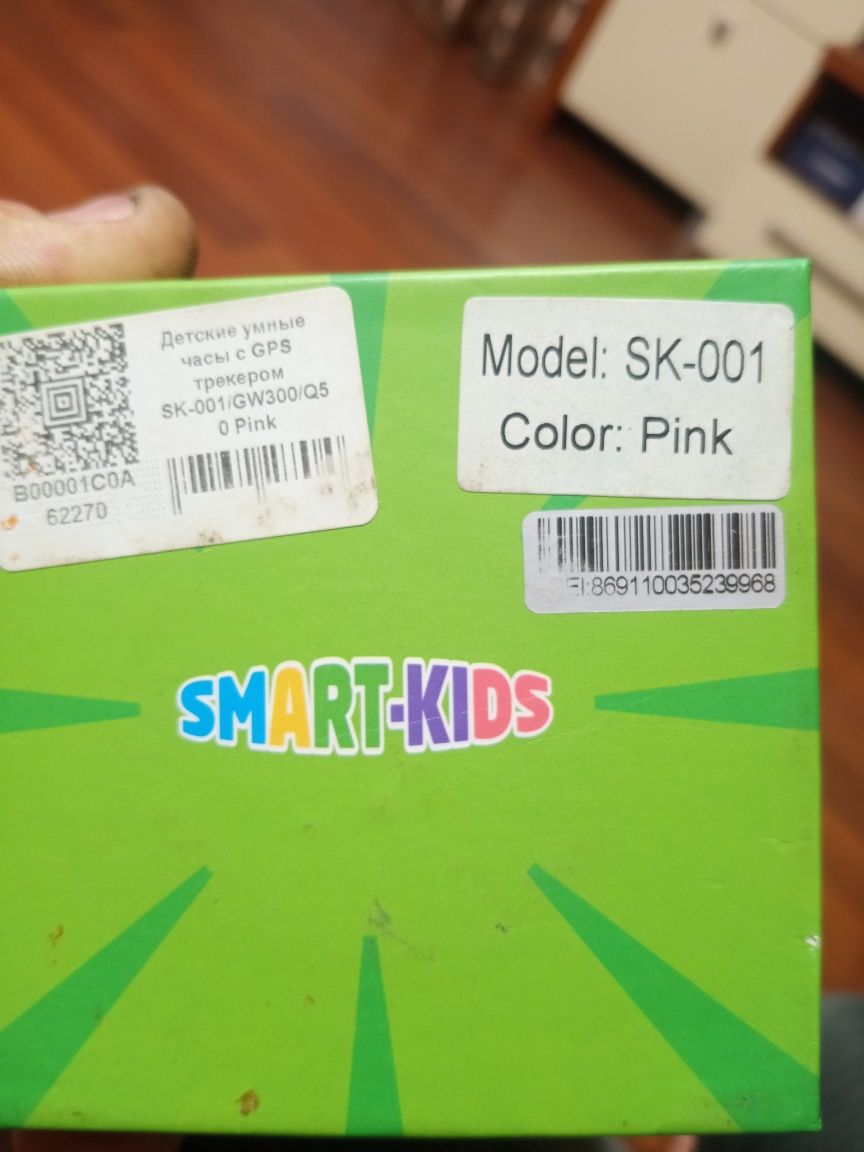 Детские умные
часы с GPS
трекером
SK-001/GW300/Q5
0 Pink
B00001C0A
62270
Model: SK-001
Color: Pink
EI:869110035239968
SMART-KIDS